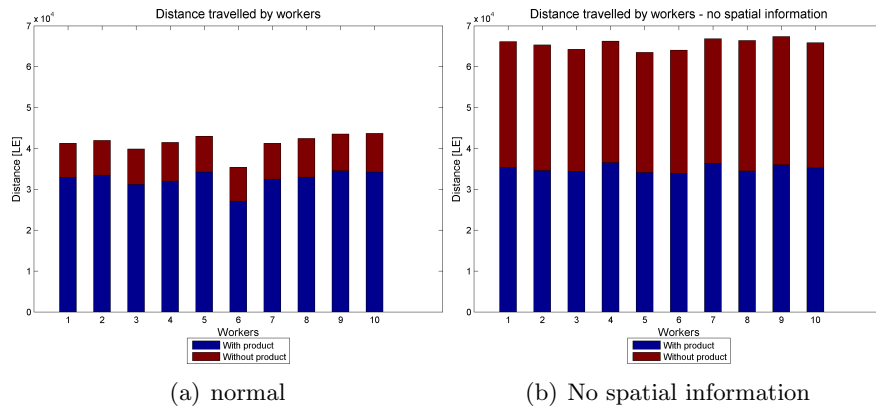 Distance travelled by workers
7 x 10^4
6
5
4
3
2
1
0
Distance [LE]
1 2 3 4 5 6 7 8 9 10
Workers
With product
Without product
(a) normal
Distance travelled by workers - no spatial information
7 x 10^4
6
5
4
3
2
1
0
Distance [LE]
1 2 3 4 5 6 7 8 9 10
Workers
With product
Without product
(b) No spatial information